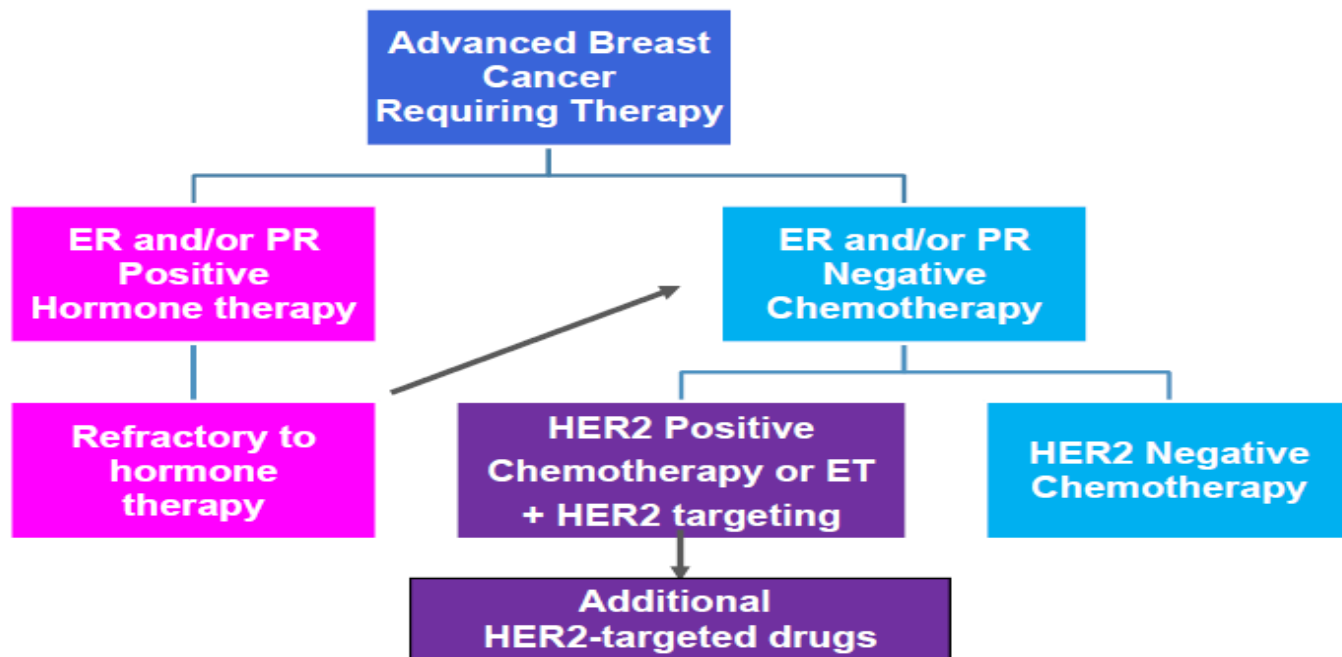 Advanced Breast
Cancer
Requiring Therapy
ER and/or PR
Positive
Hormone therapy
ER and/or PR
Negative
Chemotherapy
Refractory to
hormone
therapy
HER2 Positive
Chemotherapy or ET
+ HER2 targeting
HER2 Negative
Chemotherapy
Additional
HER2-targeted drugs